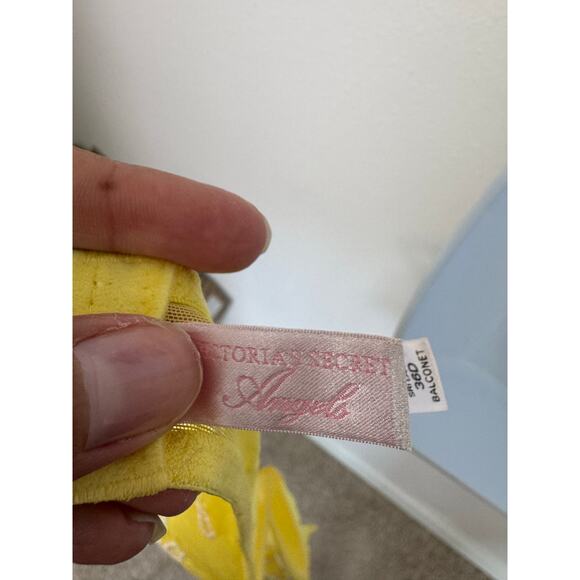 CTORIA'S SECRET
Angels
36D
BALCONET